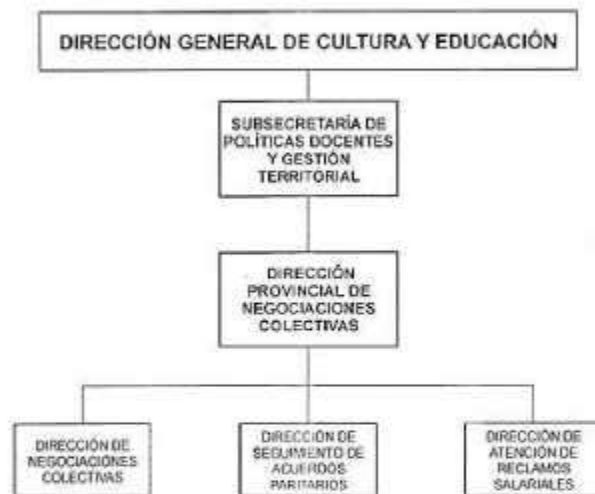 DIRECCIÓN GENERAL DE CULTURA Y EDUCACIÓN
SUBSECRETARÍA DE
POLÍTICAS DOCENTES
Y GESTIÓN
TERRITORIAL
DIRECCIÓN
PROVINCIAL DE
NEGOCIACIONES
COLECTIVAS
DIRECCIÓN DE
NEGOCIACIONES
COLECTIVAS
DIRECCIÓN DE
SEGUIMIENTO DE
ACUERDOS
PARITARIOS
DIRECCIÓN DE
ATENCIÓN DE
RECLAMOS
SALARIALES